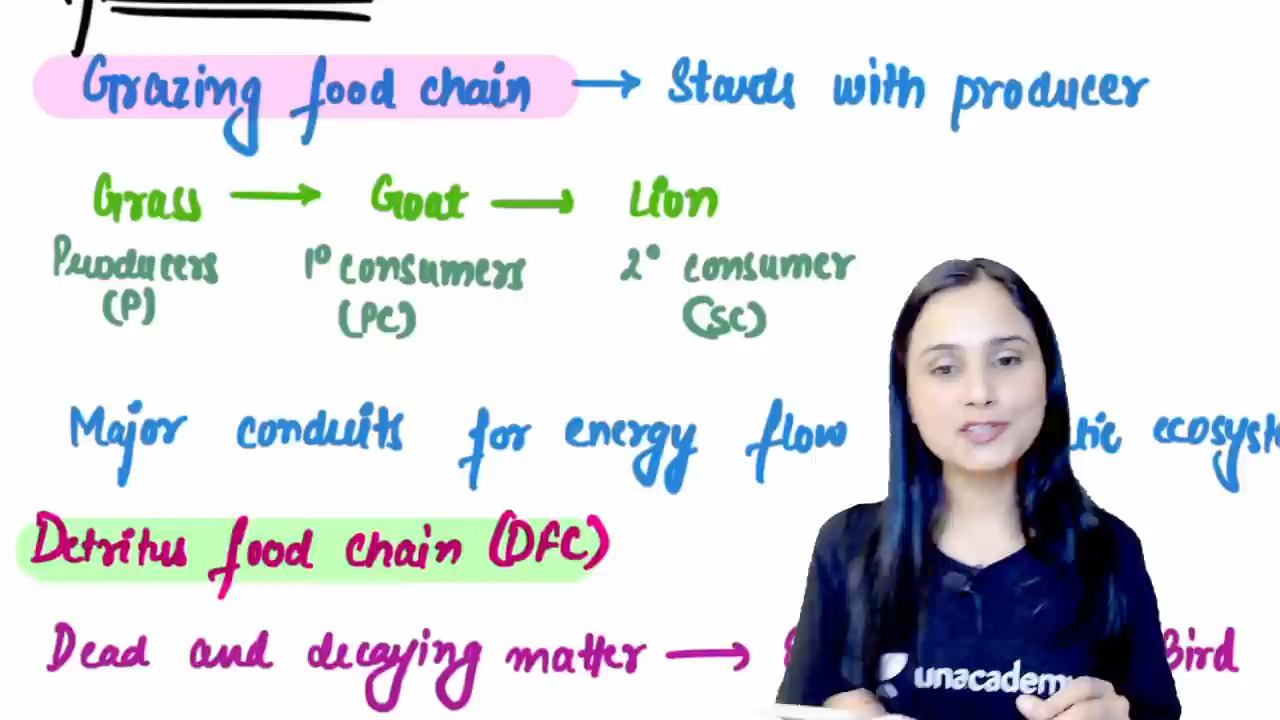 Grazing food chain → Starts with producer
Grass → Goat → Lion
Producers 1° consumers 2° consumer
(P) (PC) (SC)
Major conduits for energy flow
Detritus food chain (DFC)
Dead and decaying matter → Bird
unacademy